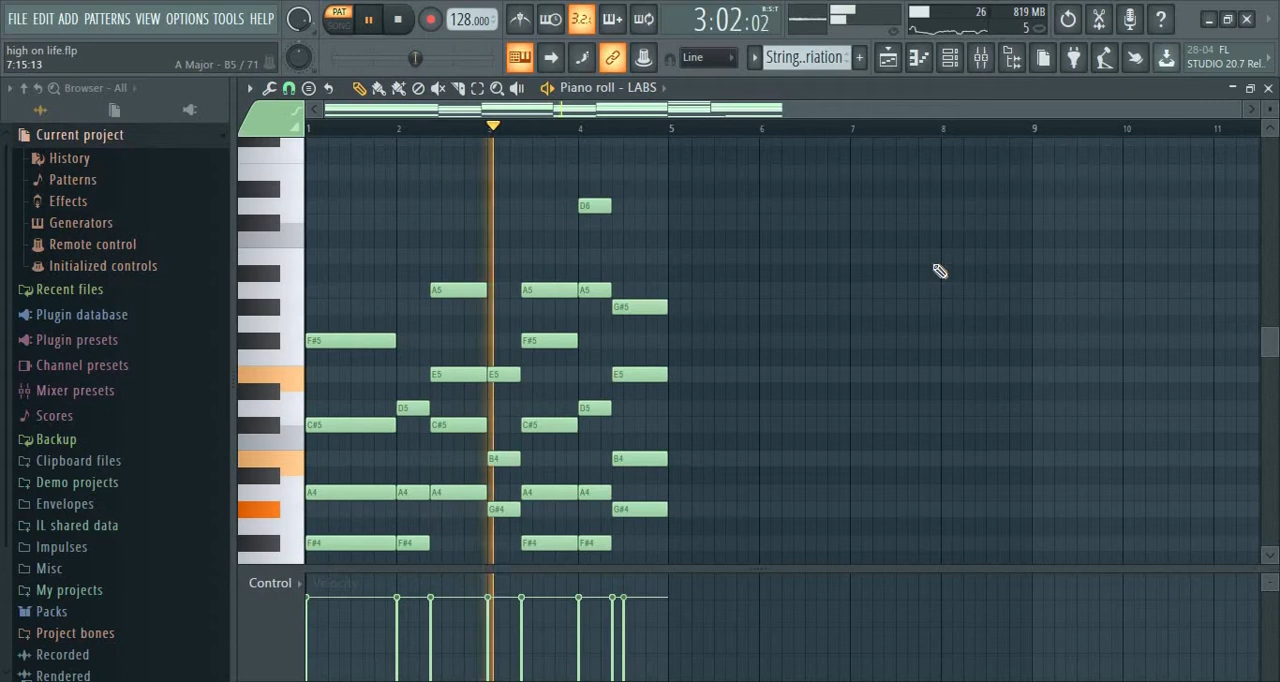 FILE EDIT ADD PATTERNS VIEW OPTIONS TOOLS HELP
PAT
SONG
128.000
3.2
3:02:02
B:S:T
26
819 MB
5
high on life.flp
7:15:13
A Major - B5 / 71
Line
String..riation
28-04 FL
STUDIO 20.7 Rel..
Browser - All
Piano roll - LABS
Current project
History
Patterns
Effects
Generators
Remote control
Initialized controls
Recent files
Plugin database
Plugin presets
Channel presets
Mixer presets
Scores
Backup
Clipboard files
Demo projects
Envelopes
IL shared data
Impulses
Misc
My projects
Packs
Project bones
Recorded
Rendered
1 2 3 4 5 6 7 8 9 10 11
D6
A5 A5 A5
G#5
F#5 F#5
E5 E5 E5
D5 D5
C#5 C#5 C#5
B4 B4
A4 A4 A4 A4 A4
G#4 G#4
F#4 F#4 F#4 F#4
Control
Velocity